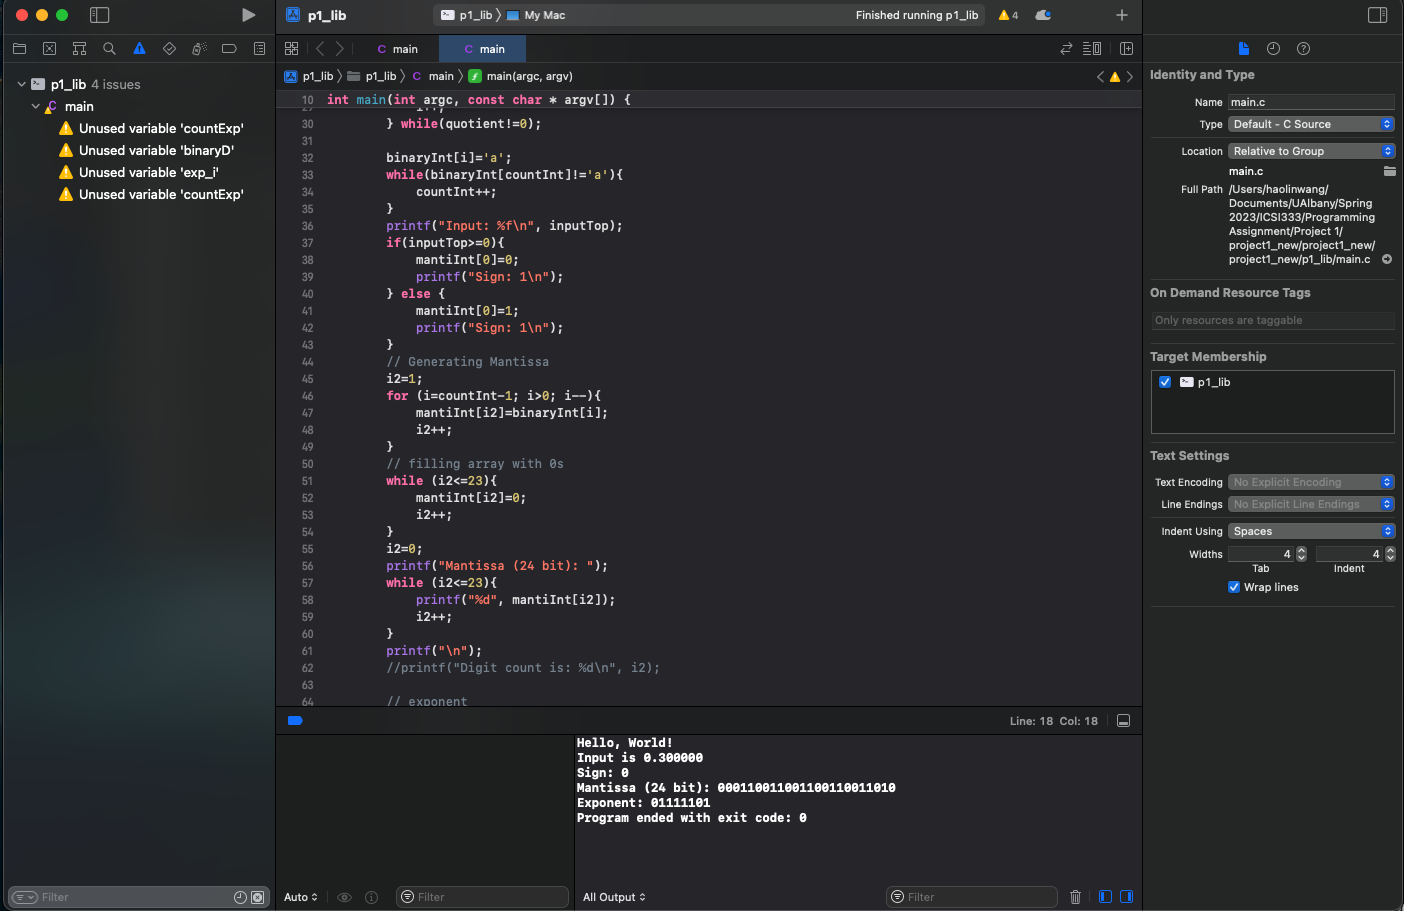 p1_lib
p1_lib
My Mac
Finished running p1_lib
4
p1_lib 4 issues
main
Unused variable 'countExp'
Unused variable 'binaryD'
Unused variable 'exp_i'
Unused variable 'countExp'
Filter
C main
C main
p1_lib
p1_lib
C main
main(argc, argv)
10 int main(int argc, const char * argv[]) {
30 } while(quotient!=0);
31
32 binaryInt[i]='a';
33 while(binaryInt[countInt]!='a'){
34 countInt++;
35 }
36 printf("Input: %f\n", inputTop);
37 if(inputTop>=0){
38 mantiInt[0]=0;
39 printf("Sign: 1\n");
40 } else {
41 mantiInt[0]=1;
42 printf("Sign: 1\n");
43 }
44 // Generating Mantissa
45 i2=1;
46 for (i=countInt-1; i>0; i--){
47 mantiInt[i2]=binaryInt[i];
48 i2++;
49 }
50 // filling array with 0s
51 while (i2<=23){
52 mantiInt[i2]=0;
53 i2++;
54 }
55 i2=0;
56 printf("Mantissa (24 bit): ");
57 while (i2<=23){
58 printf("%d", mantiInt[i2]);
59 i2++;
60 }
61 printf("\n");
62 //printf("Digit count is: %d\n", i2);
63
64 // exponent
Line: 18 Col: 18
Auto
Filter
Hello, World!
Input is 0.300000
Sign: 0
Mantissa (24 bit): 000110011001100110011010
Exponent: 01111101
Program ended with exit code: 0
All Output
Filter
Identity and Type
Name main.c
Type Default - C Source
Location Relative to Group
main.c
Full Path /Users/haolinwang/
Documents/UAlbany/Spring
2023/ICSI333/Programming
Assignment/Project 1/
project1_new/project1_new/
project1_new/p1_lib/main.c
On Demand Resource Tags
Only resources are taggable
Target Membership
p1_lib
Text Settings
Text Encoding No Explicit Encoding
Line Endings No Explicit Line Endings
Indent Using Spaces
Widths 4 4
Tab Indent
Wrap lines